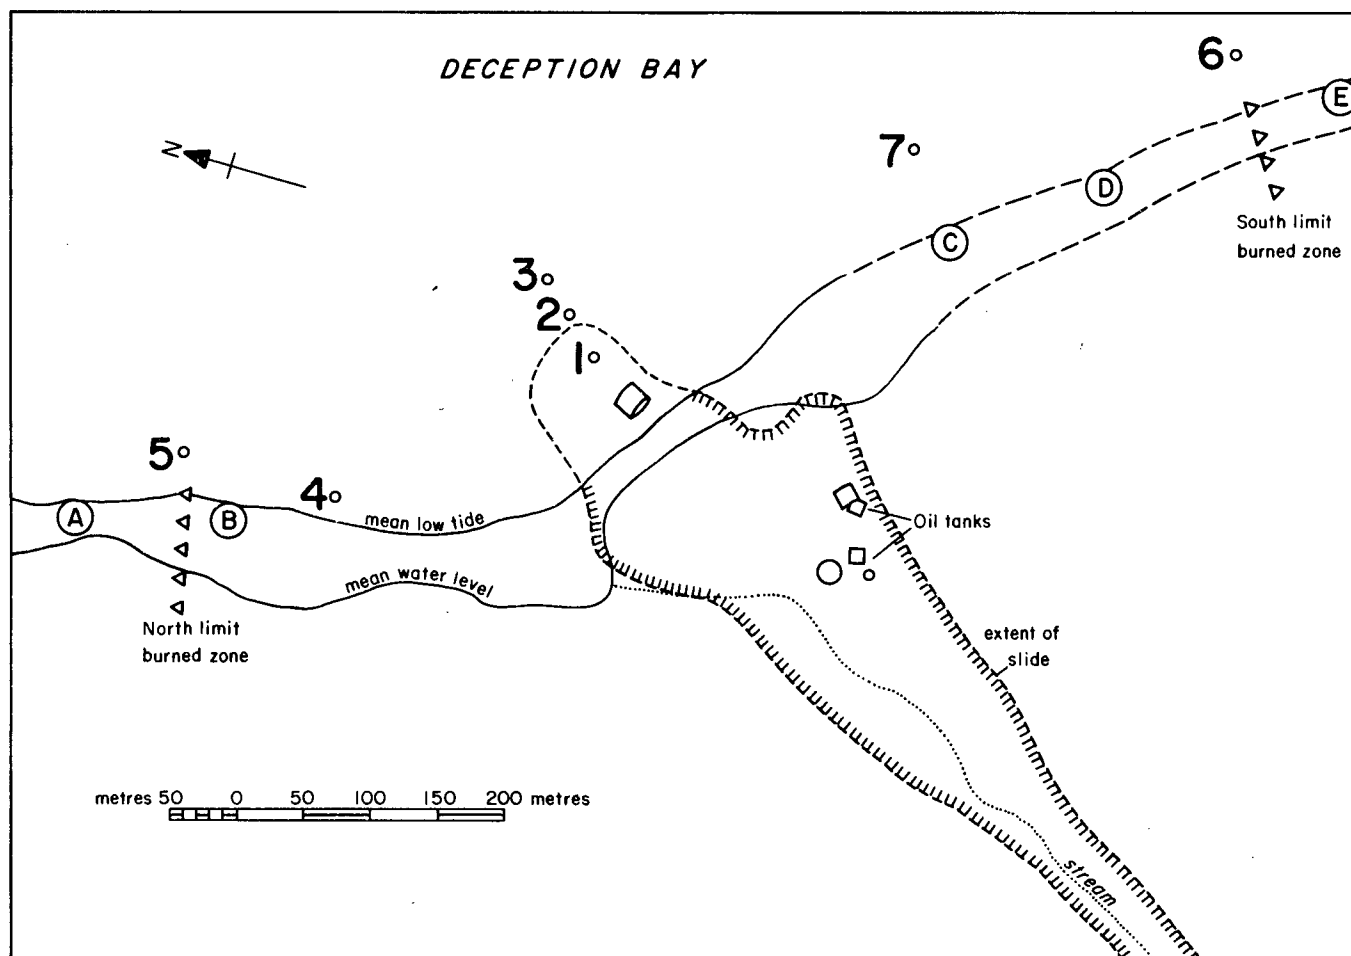 DECEPTION BAY
6
E
N
7
D
South limit
burned zone
C
3
2
1
5
4
A
B
mean low tide
Oil tanks
mean water level
North limit
burned zone
extent of
slide
metres 50 0 50 100 150 200 metres
stream